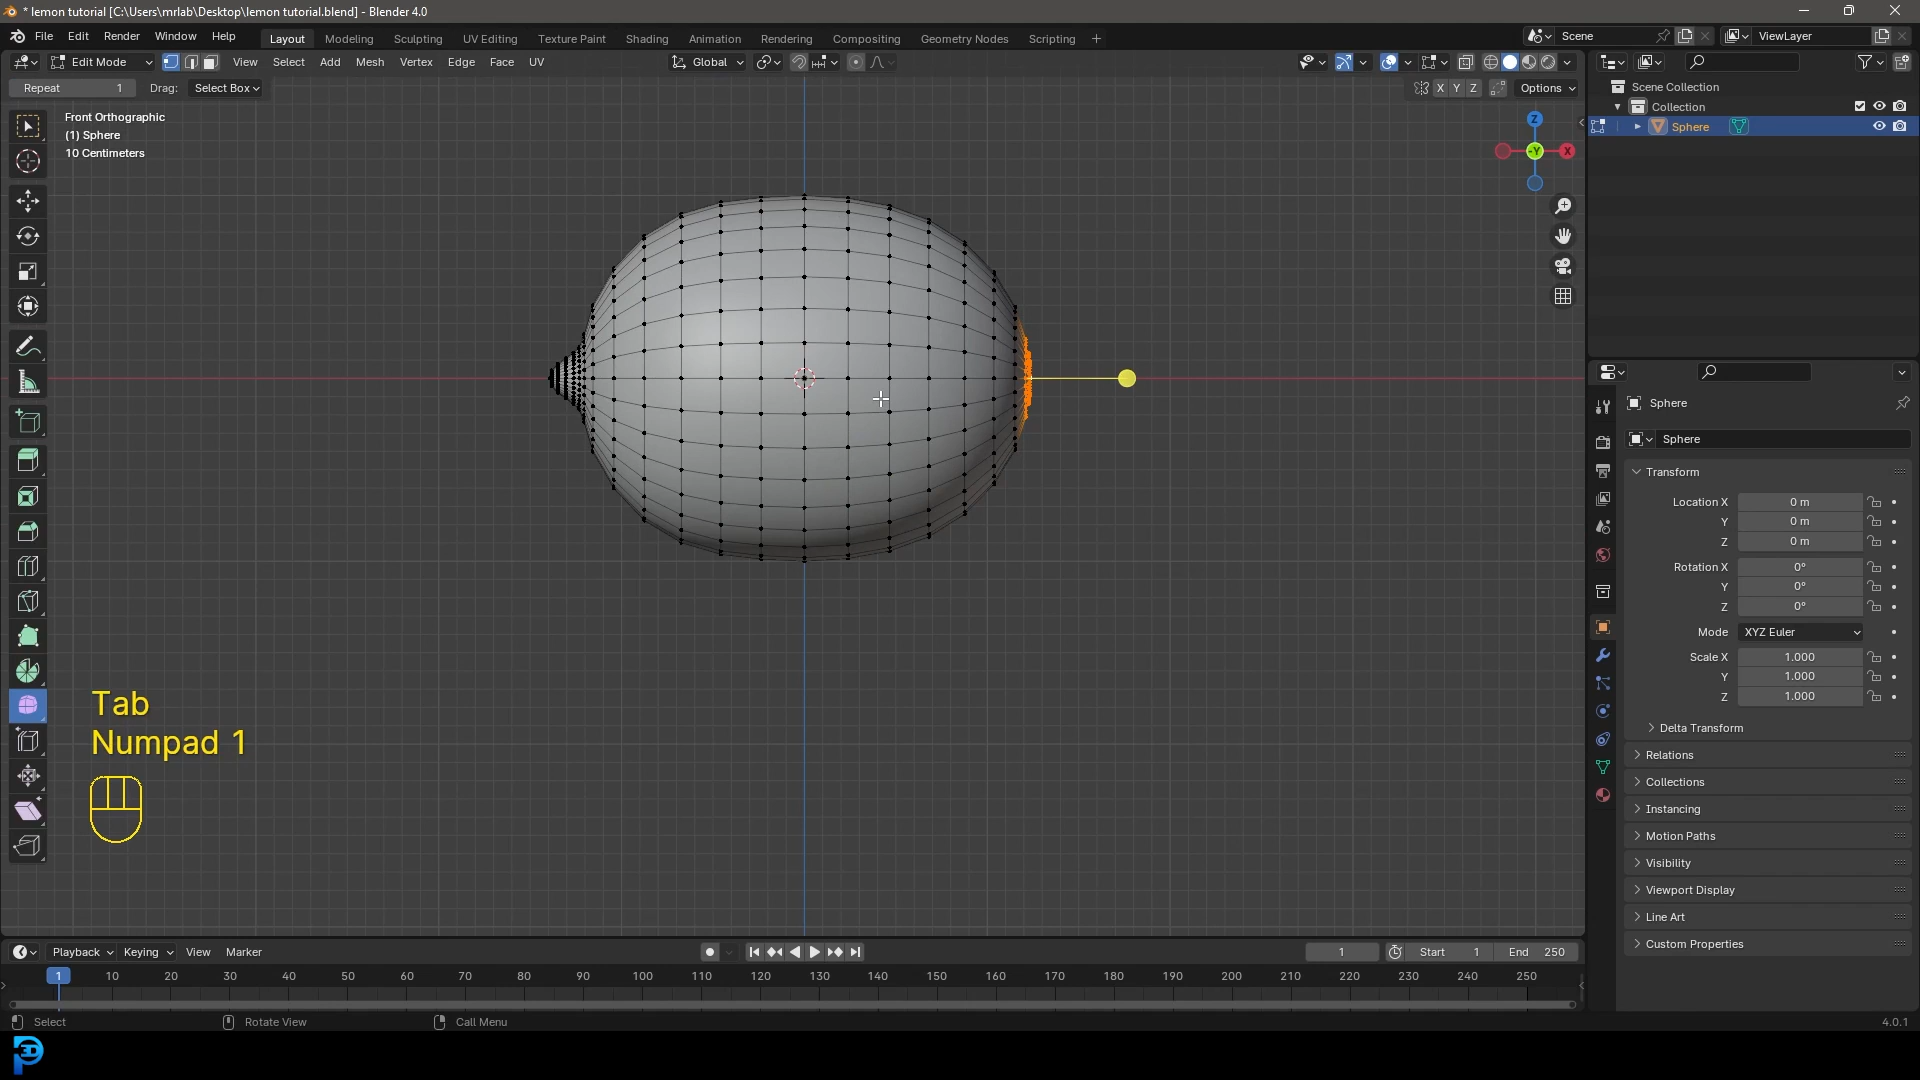 * lemon tutorial [C:\Users\mrlab\Desktop\lemon tutorial.blend] - Blender 4.0
File Edit Render Window Help Layout Modeling Sculpting UV Editing Texture Paint Shading Animation Rendering Compositing Geometry Nodes Scripting + Scene ViewLayer
Edit Mode View Select Add Mesh Vertex Edge Face UV Global
Repeat 1 Drag: Select Box X Y Z Options
Front Orthographic
(1) Sphere
10 Centimeters
Z
-Y X
Scene Collection
Collection
Sphere
Sphere
Sphere
Transform
Location X 0 m
Y 0 m
Z 0 m
Rotation X 0°
Y 0°
Z 0°
Mode XYZ Euler
Scale X 1.000
Y 1.000
Z 1.000
Delta Transform
Relations
Collections
Instancing
Motion Paths
Visibility
Viewport Display
Line Art
Custom Properties
Tab
Numpad 1
Playback Keying View Marker 1 Start 1 End 250
1 10 20 30 40 50 60 70 80 90 100 110 120 130 140 150 160 170 180 190 200 210 220 230 240 250
Select Rotate View Call Menu 4.0.1
3D